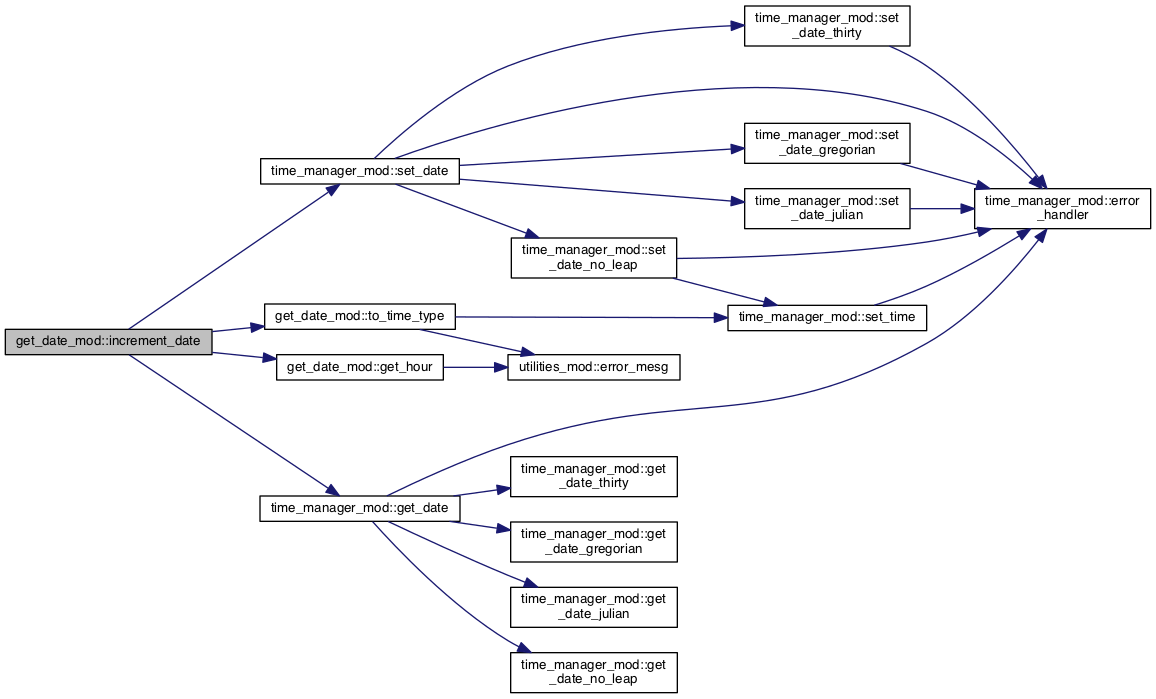 time_manager_mod::set
_date_thirty
time_manager_mod::set
_date_gregorian
time_manager_mod::set_date
time_manager_mod::set
_date_julian
time_manager_mod::error
_handler
time_manager_mod::set
_date_no_leap
get_date_mod::to_time_type
time_manager_mod::set_time
get_date_mod::increment_date
get_date_mod::get_hour
utilities_mod::error_mesg
time_manager_mod::get
_date_thirty
time_manager_mod::get_date
time_manager_mod::get
_date_gregorian
time_manager_mod::get
_date_julian
time_manager_mod::get
_date_no_leap